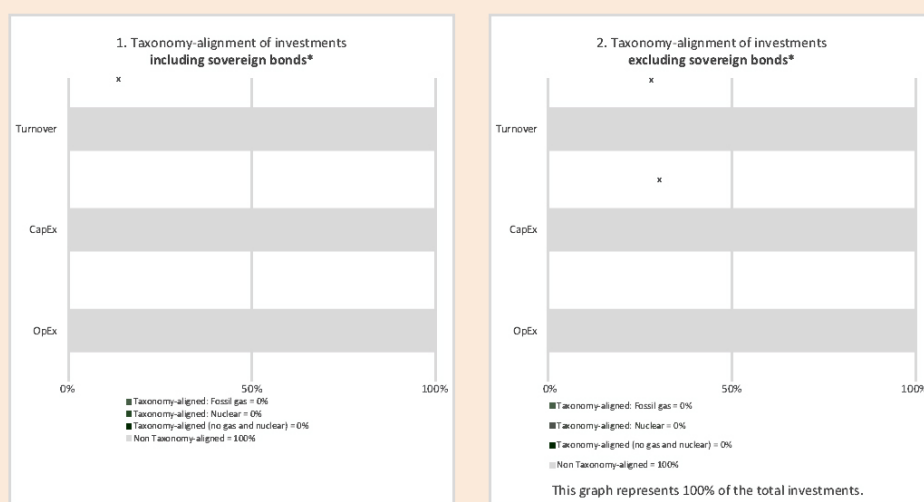 1. Taxonomy-alignment of investments
including sovereign bonds*
x
Turnover
CapEx
OpEx
0%
50%
100%
Taxonomy-aligned: Fossil gas = 0%
Taxonomy-aligned: Nuclear = 0%
Taxonomy-aligned (no gas and nuclear) = 0%
Non Taxonomy-aligned = 100%
2. Taxonomy-alignment of investments
excluding sovereign bonds*
x
Turnover
x
CapEx
OpEx
0%
50%
100%
Taxonomy-aligned: Fossil gas = 0%
Taxonomy-aligned: Nuclear = 0%
Taxonomy-aligned (no gas and nuclear) = 0%
Non Taxonomy-aligned = 100%
This graph represents 100% of the total investments.